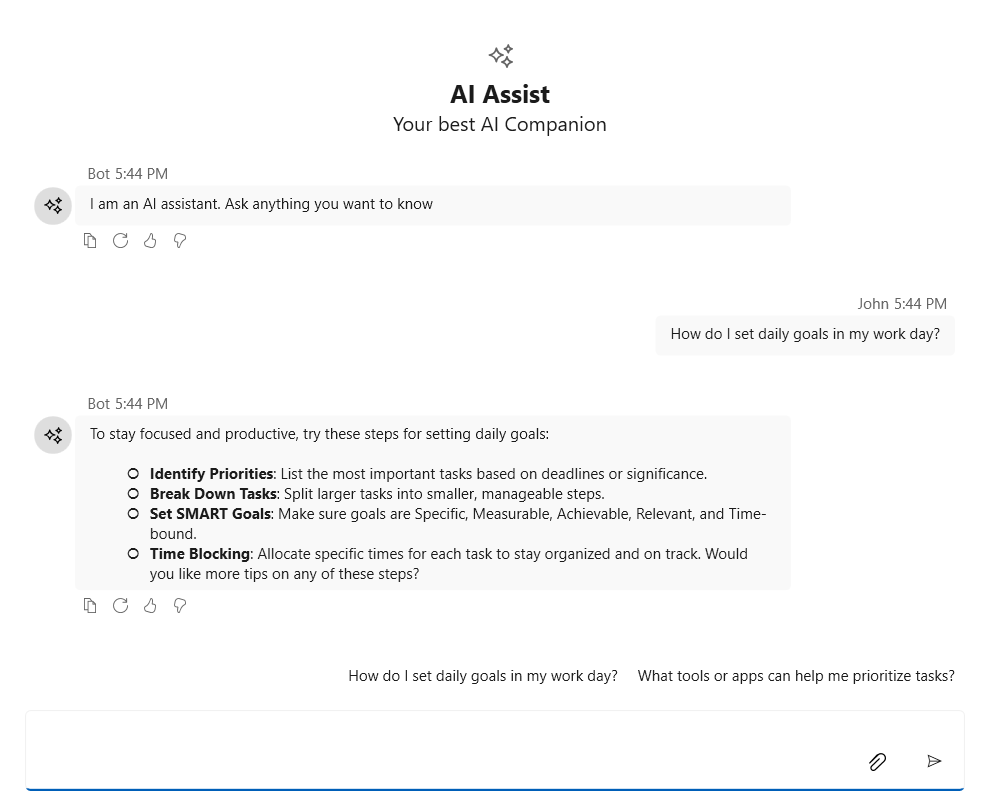 AI Assist
Your best AI Companion
Bot 5:44 PM
I am an AI assistant. Ask anything you want to know
John 5:44 PM
How do I set daily goals in my work day?
Bot 5:44 PM
To stay focused and productive, try these steps for setting daily goals:
Identify Priorities: List the most important tasks based on deadlines or significance.
Break Down Tasks: Split larger tasks into smaller, manageable steps.
Set SMART Goals: Make sure goals are Specific, Measurable, Achievable, Relevant, and Time-
bound.
Time Blocking: Allocate specific times for each task to stay organized and on track. Would
you like more tips on any of these steps?
How do I set daily goals in my work day? What tools or apps can help me prioritize tasks?